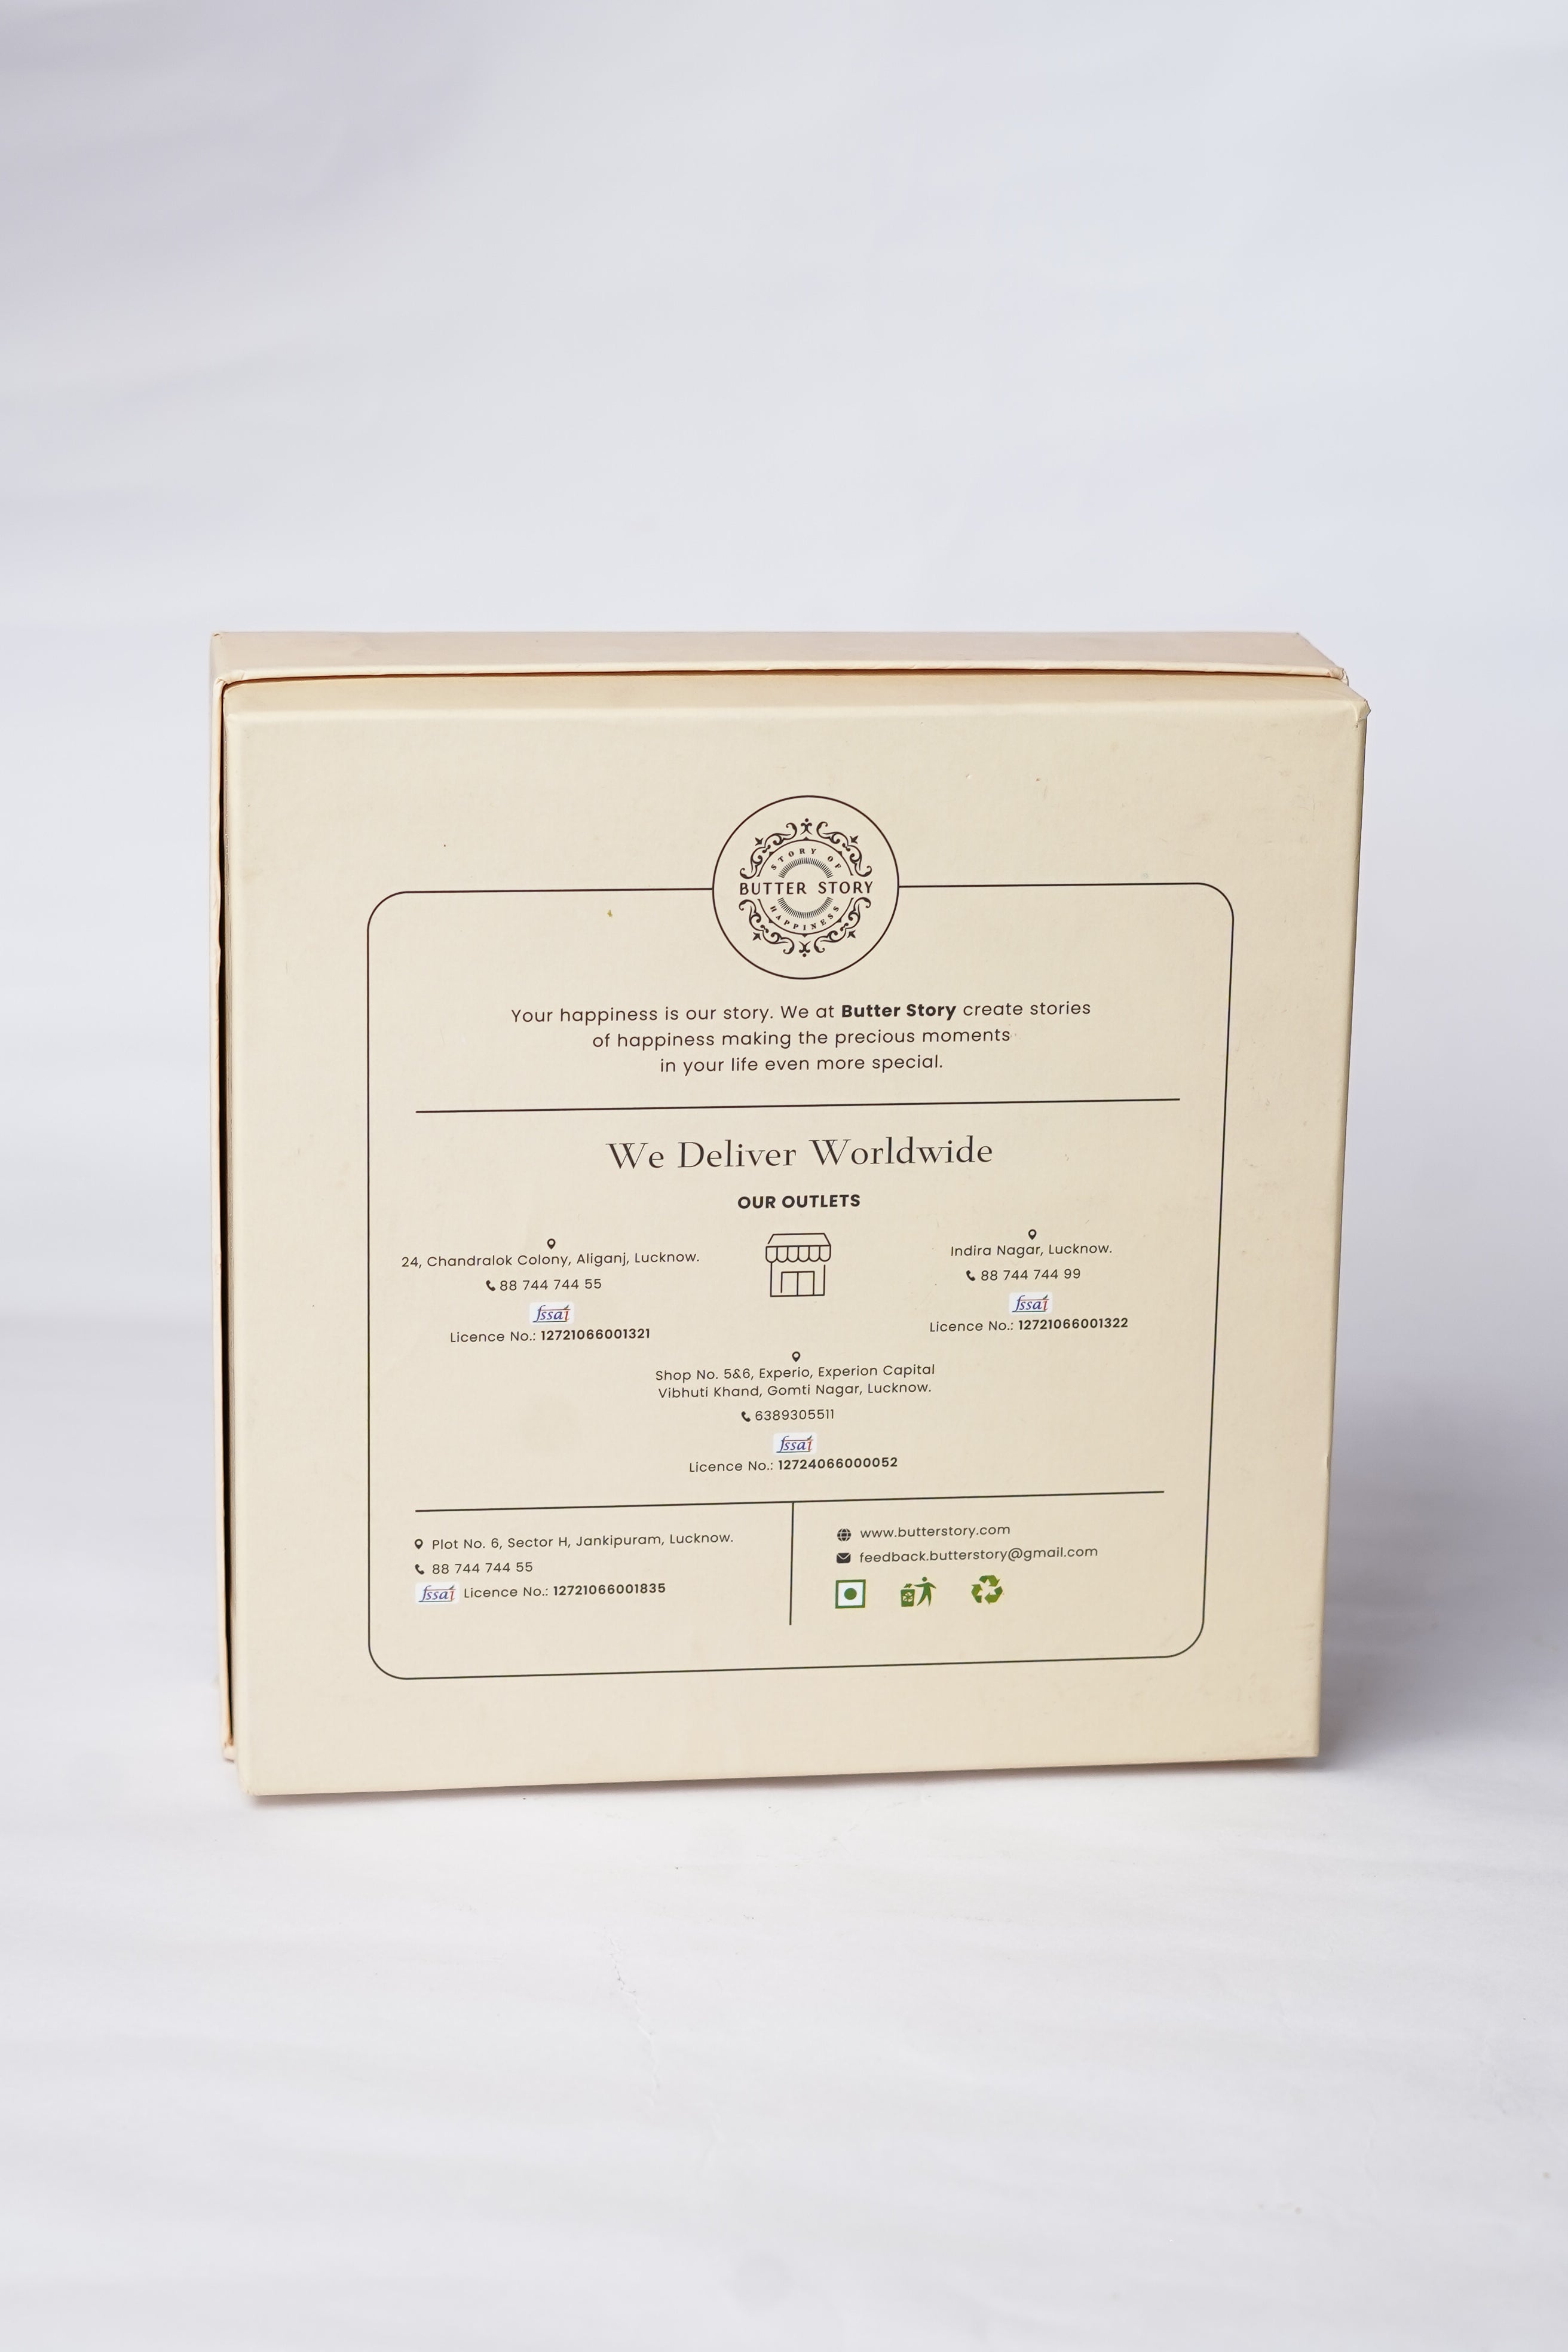 STORY OF
BUTTER STORY
HAPPINESS
Your happiness is our story. We at Butter Story create stories
of happiness making the precious moments
in your life even more special.
We Deliver Worldwide
OUR OUTLETS
24, Chandralok Colony, Aliganj, Lucknow.
88 744 744 55
fssai
Licence No.: 12721066001321
Indira Nagar, Lucknow.
88 744 744 99
fssai
Licence No.: 12721066001322
Shop No. 5&6, Experio, Experion Capital
Vibhuti Khand, Gomti Nagar, Lucknow.
6389305511
fssai
Licence No.: 12724066000052
Plot No. 6, Sector H, Jankipuram, Lucknow.
88 744 744 55
fssai Licence No.: 12721066001835
www.butterstory.com
feedback.butterstory@gmail.com